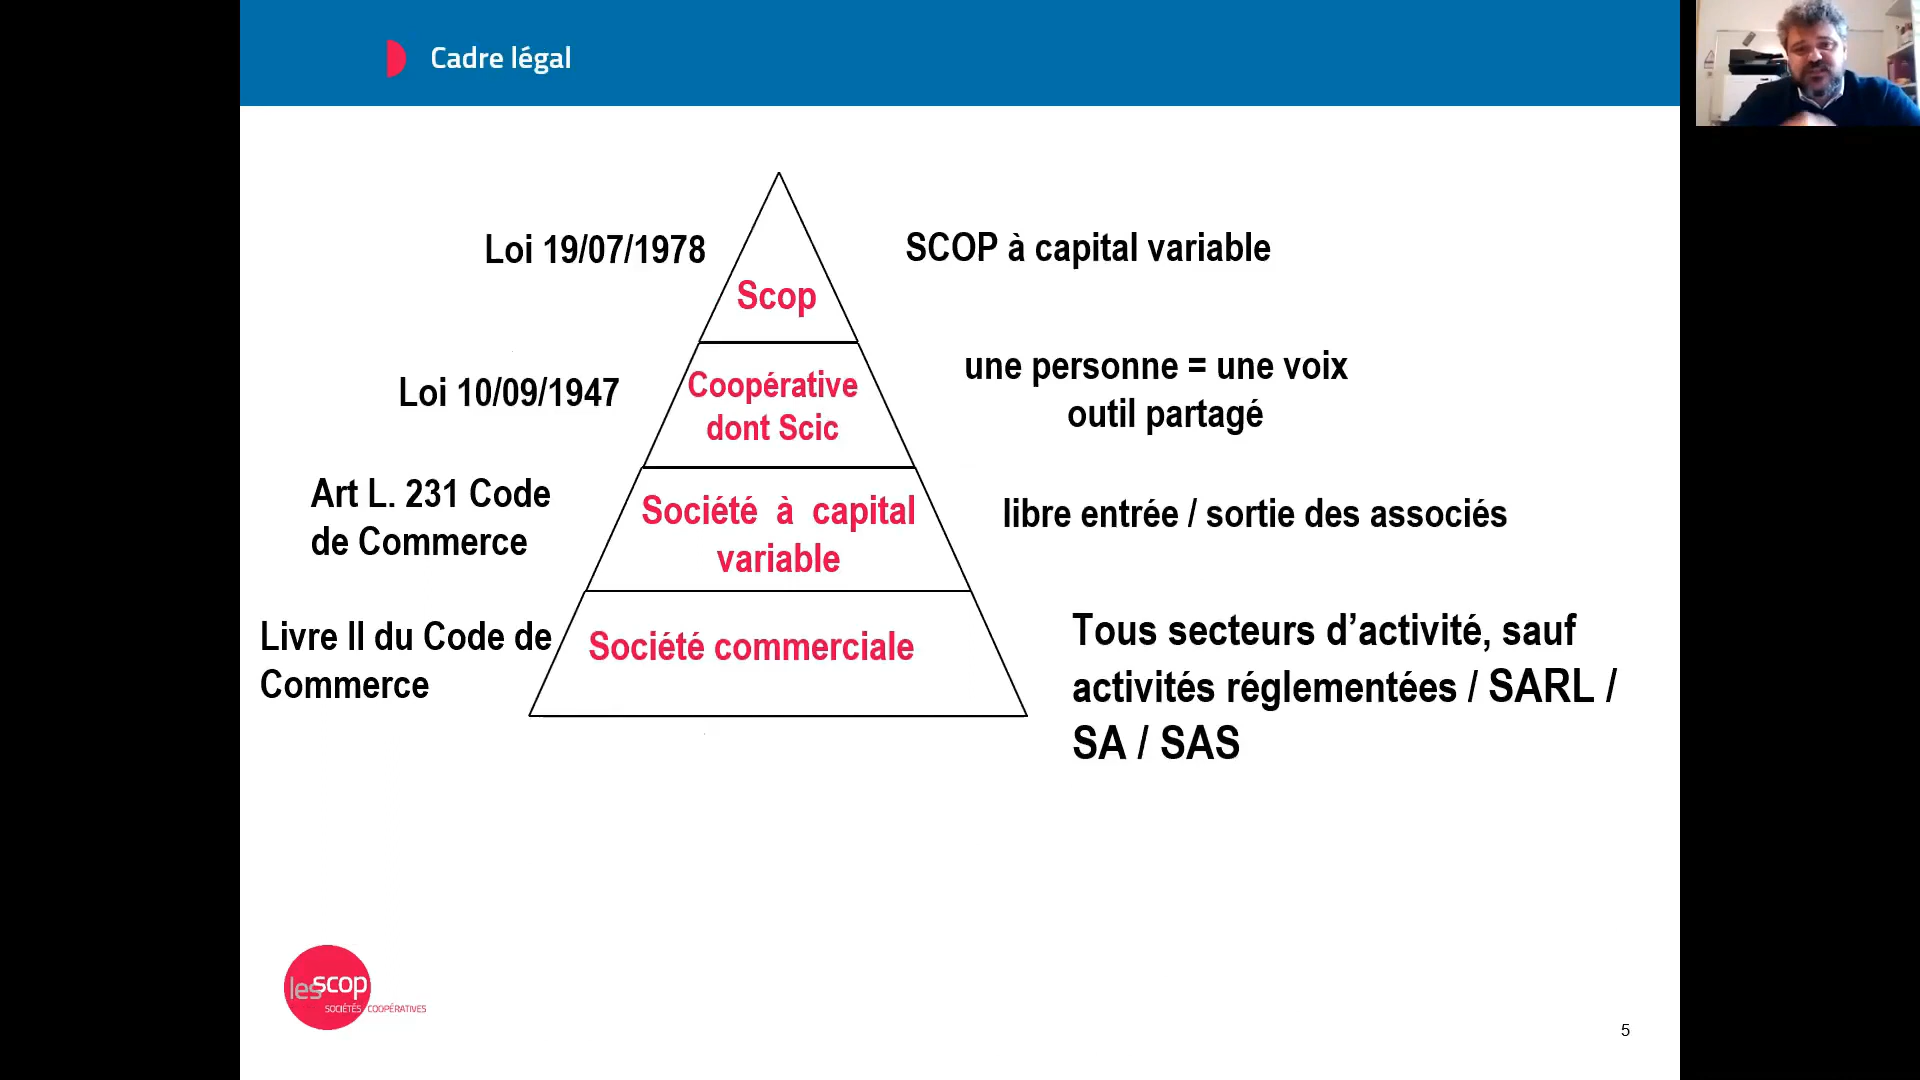 Cadre légal
Loi 19/07/1978
SCOP à capital variable
Scop
Loi 10/09/1947
Coopérative
dont Scic
une personne = une voix
outil partagé
Art L. 231 Code
de Commerce
Société à capital
variable
libre entrée / sortie des associés
Livre II du Code de
Commerce
Société commerciale
Tous secteurs d’activité, sauf
activités réglementées / SARL /
SA / SAS
lesscop
SOCIÉTÉS COOPÉRATIVES
5